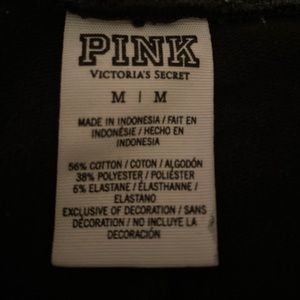 PINK
VICTORIA'S SECRET
M | M
MADE IN INDONESIA / FAIT EN
INDONÉSIE / HECHO EN
INDONESIA
56% COTTON / COTON / ALGODÓN
38% POLYESTER / POLIÉSTER
6% ELASTANE / ÉLASTHANNE /
ELASTANO
EXCLUSIVE OF DECORATION / SANS
DÉCORATION / NO INCLUYE LA
DECORACIÓN